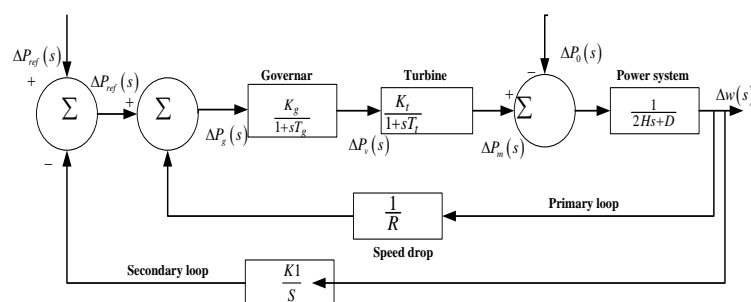 ΔP_ref(s)
+
ΔP_ref(s)
+
Σ
Σ
ΔP_g(s)
Governar
K_g
1+sT_g
ΔP_v(s)
Turbine
K_t
1+sT_t
+
ΔP_m(s)
−
ΔP_0(s)
Σ
Power system
1
2Hs+D
Δw(s)
−
1
R
Primary loop
Speed drop
Secondary loop
K1
S